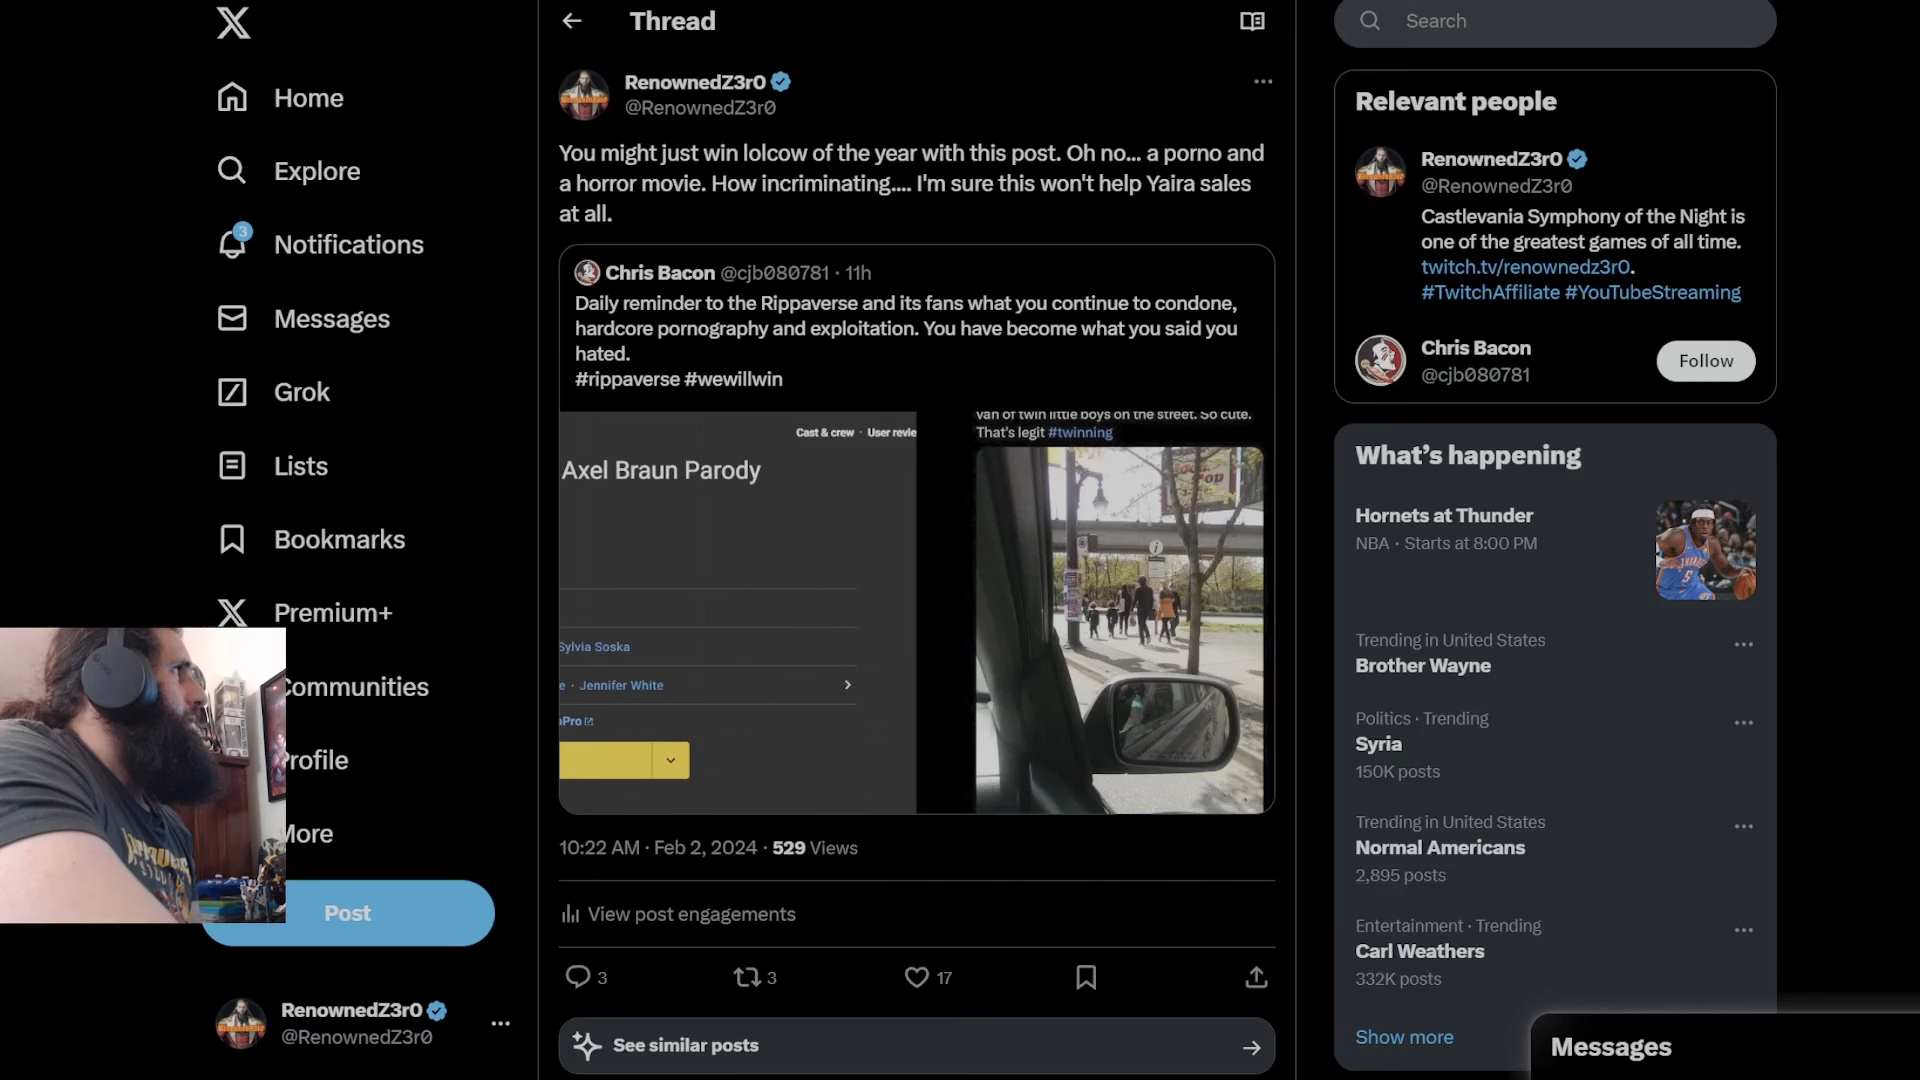 Home
Explore
3
Notifications
Messages
Grok
Lists
Bookmarks
Premium+
Communities
Profile
More
Post
RenownedZ3r0
@RenownedZ3r0
Thread
RenownedZ3r0
@RenownedZ3r0
You might just win lolcow of the year with this post. Oh no... a porno and
a horror movie. How incriminating.... I'm sure this won't help Yaira sales
at all.
Chris Bacon @cjb080781 · 11h
Daily reminder to the Rippaverse and its fans what you continue to condone,
hardcore pornography and exploitation. You have become what you said you
hated.
#rippaverse #wewillwin
Cast & crew · User revie
Axel Braun Parody
Sylvia Soska
e · Jennifer White
oPro
van of twin little boys on the street. So cute.
That's legit #twinning
10:22 AM · Feb 2, 2024 · 529 Views
View post engagements
3
3
17
See similar posts
Search
Relevant people
RenownedZ3r0
@RenownedZ3r0
Castlevania Symphony of the Night is
one of the greatest games of all time.
twitch.tv/renownedz3r0.
#TwitchAffiliate #YouTubeStreaming
Chris Bacon
@cjb080781
Follow
What's happening
Hornets at Thunder
NBA · Starts at 8:00 PM
Trending in United States
Brother Wayne
Politics · Trending
Syria
150K posts
Trending in United States
Normal Americans
2,895 posts
Entertainment · Trending
Carl Weathers
332K posts
Show more
Messages